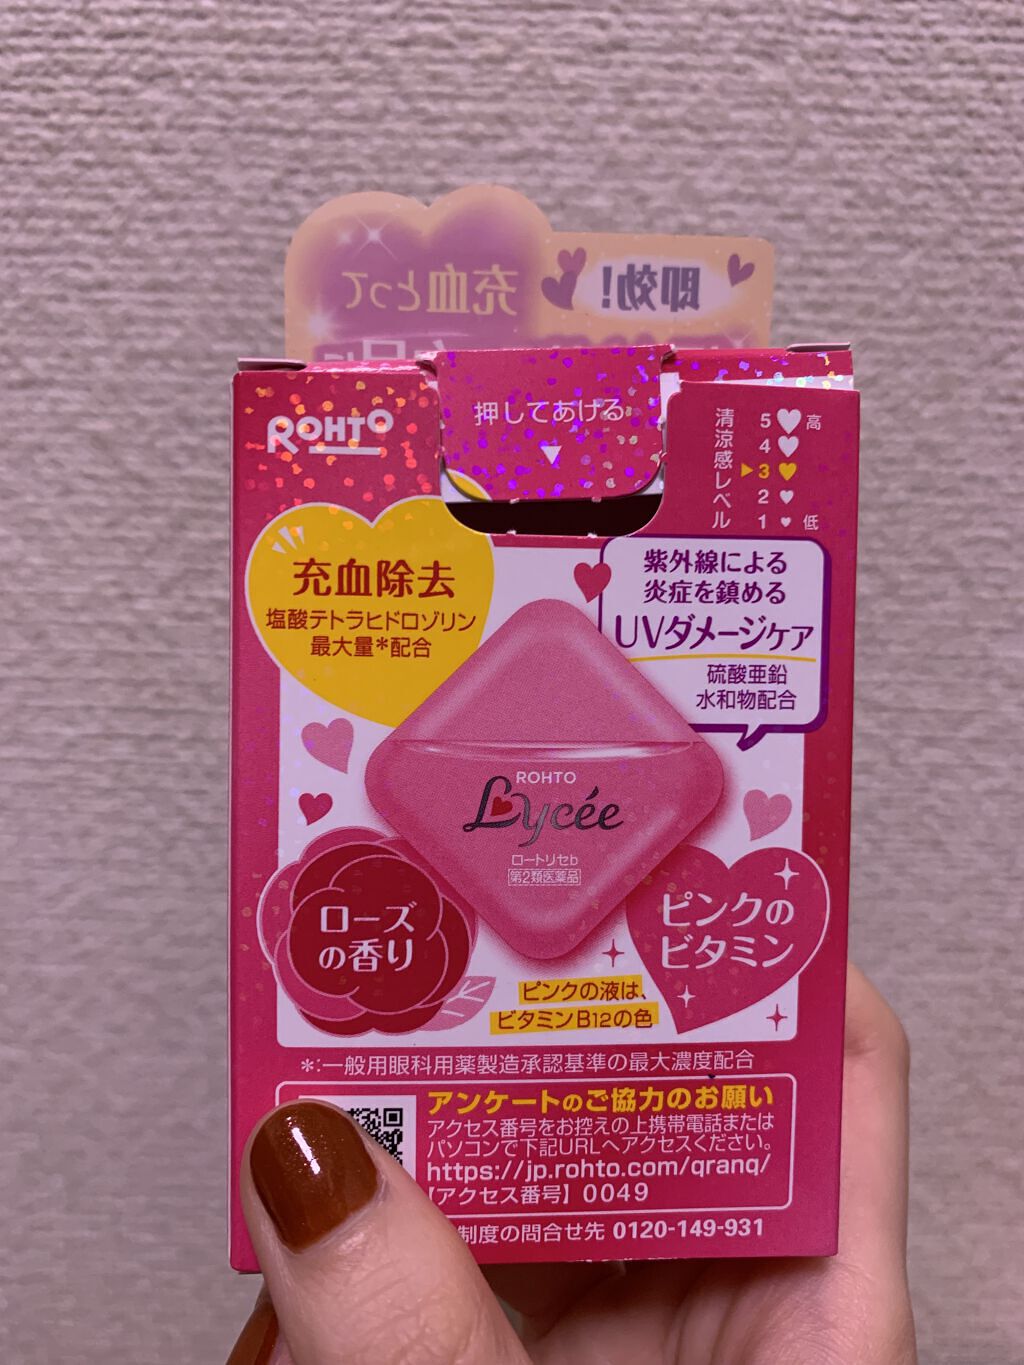 充血とって
即効!
ROHTO
押してあける
清涼感レベル
5 高
4
3
2
1 低
充血除去
塩酸テトラヒドロゾリン
最大量*配合
紫外線による
炎症を鎮める
UVダメージケア
硫酸亜鉛
水和物配合
ROHTO
Lycée
ロートリセb
第2類医薬品
ローズ
の香り
ピンクの
ビタミン
ピンクの液は、
ビタミンB12の色
*:一般用眼科用薬製造承認基準の最大濃度配合
アンケートのご協力のお願い
アクセス番号をお控えの上携帯電話または
パソコンで下記URLへアクセスください。
https://jp.rohto.com/qranq/
【アクセス番号】0049
制度の問合せ先 0120-149-931